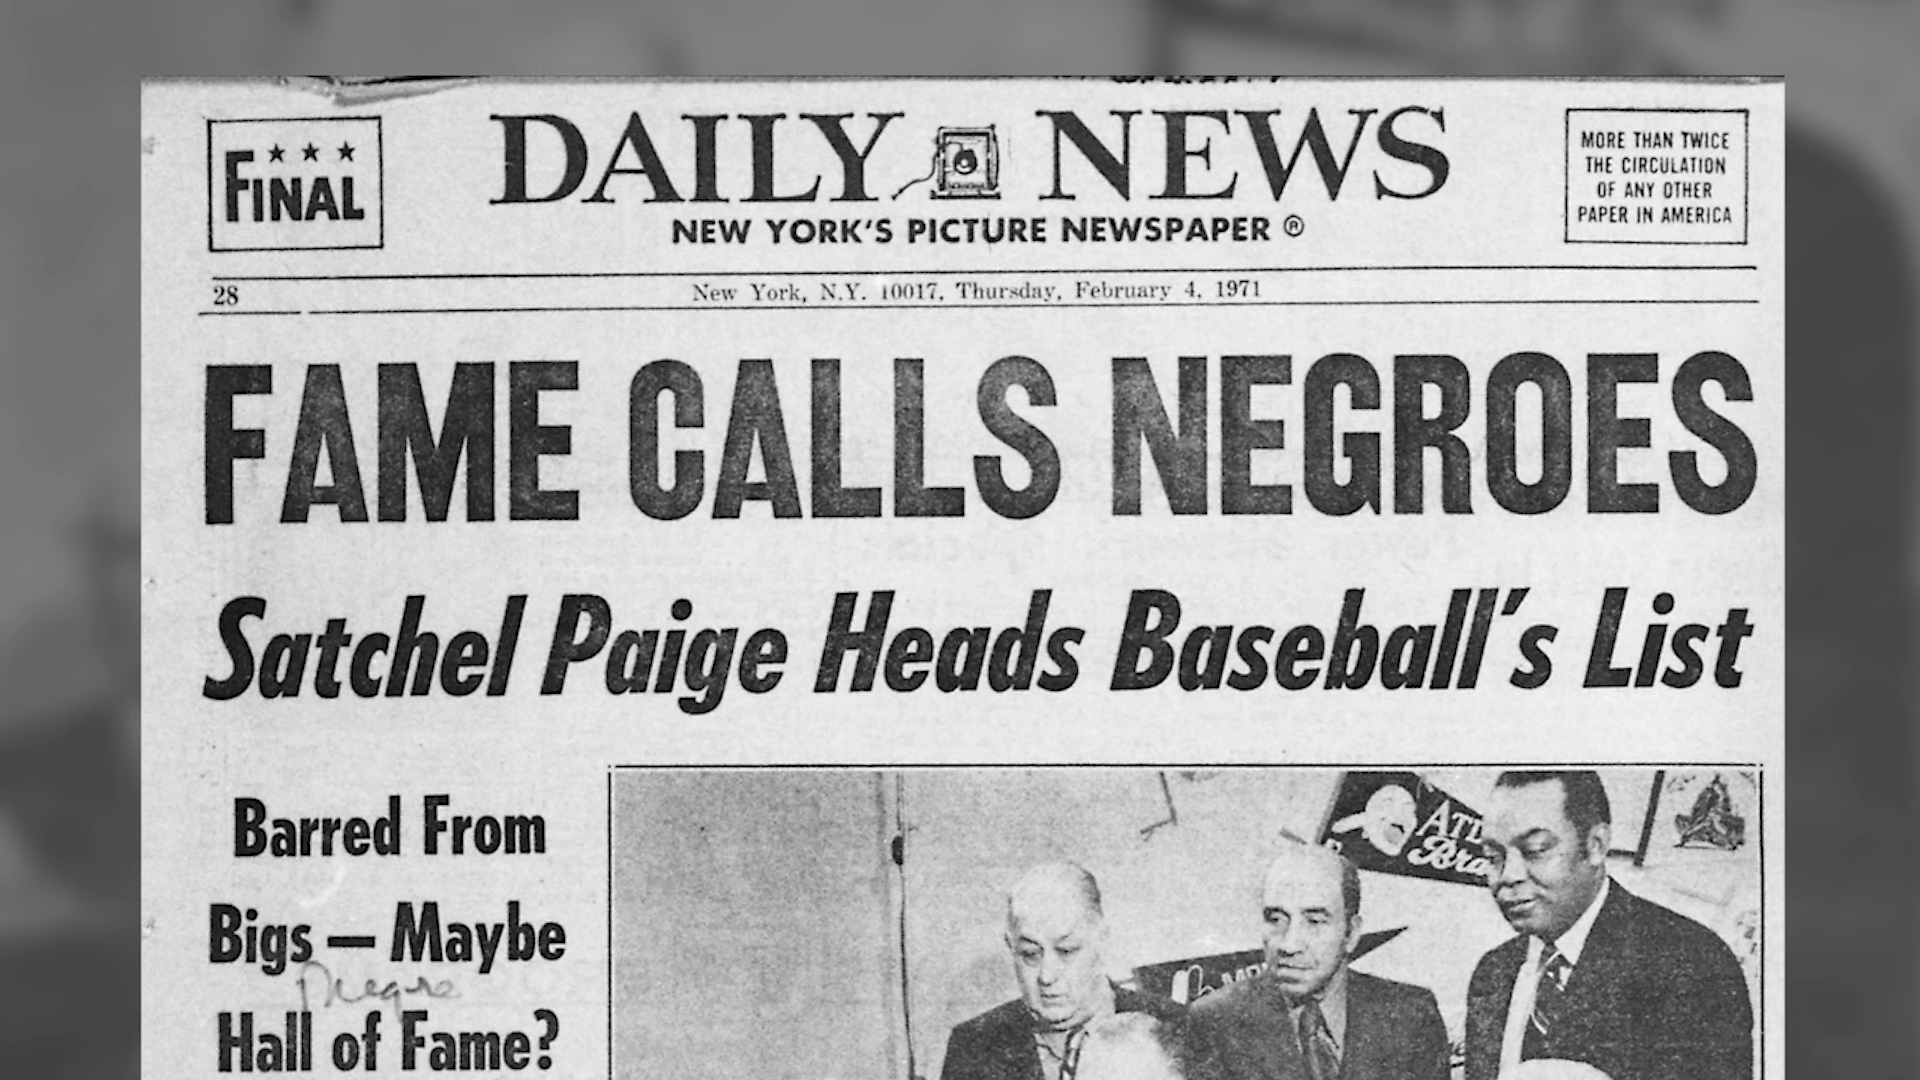 ★ ★ ★
FINAL
DAILY NEWS
NEW YORK'S PICTURE NEWSPAPER ®
MORE THAN TWICE
THE CIRCULATION
OF ANY OTHER
PAPER IN AMERICA
28
New York, N.Y. 10017, Thursday, February 4, 1971
FAME CALLS NEGROES
Satchel Paige Heads Baseball's List
Barred From
Bigs — Maybe
Negro
Hall of Fame?
ATL
Bra